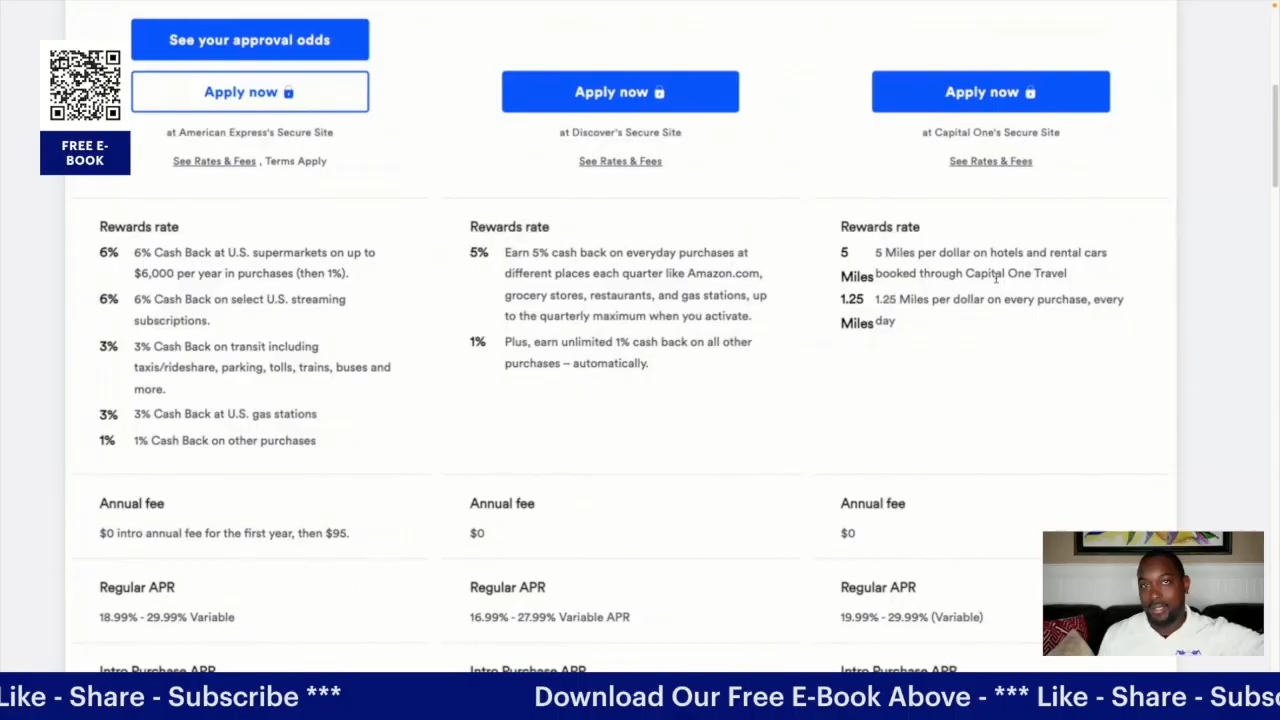 See your approval odds
Apply now
Apply now
Apply now
at American Express's Secure Site
at Discover's Secure Site
at Capital One's Secure Site
See Rates & Fees , Terms Apply
See Rates & Fees
See Rates & Fees
FREE E-
BOOK
Rewards rate
6% 6% Cash Back at U.S. supermarkets on up to
$6,000 per year in purchases (then 1%).
6% 6% Cash Back on select U.S. streaming
subscriptions.
3% 3% Cash Back on transit including
taxis/rideshare, parking, tolls, trains, buses and
more.
3% 3% Cash Back at U.S. gas stations
1% 1% Cash Back on other purchases
Rewards rate
5% Earn 5% cash back on everyday purchases at
different places each quarter like Amazon.com,
grocery stores, restaurants, and gas stations, up
to the quarterly maximum when you activate.
1% Plus, earn unlimited 1% cash back on all other
purchases – automatically.
Rewards rate
5 5 Miles per dollar on hotels and rental cars
Miles booked through Capital One Travel
1.25 1.25 Miles per dollar on every purchase, every
Miles day
Annual fee
$0 intro annual fee for the first year, then $95.
Annual fee
$0
Annual fee
$0
Regular APR
18.99% - 29.99% Variable
Regular APR
16.99% - 27.99% Variable APR
Regular APR
19.99% - 29.99% (Variable)
Intro Purchase APR
Intro Purchase APR
Intro Purchase APR
Like - Share - Subscribe *** Download Our Free E-Book Above - *** Like - Share - Subsc